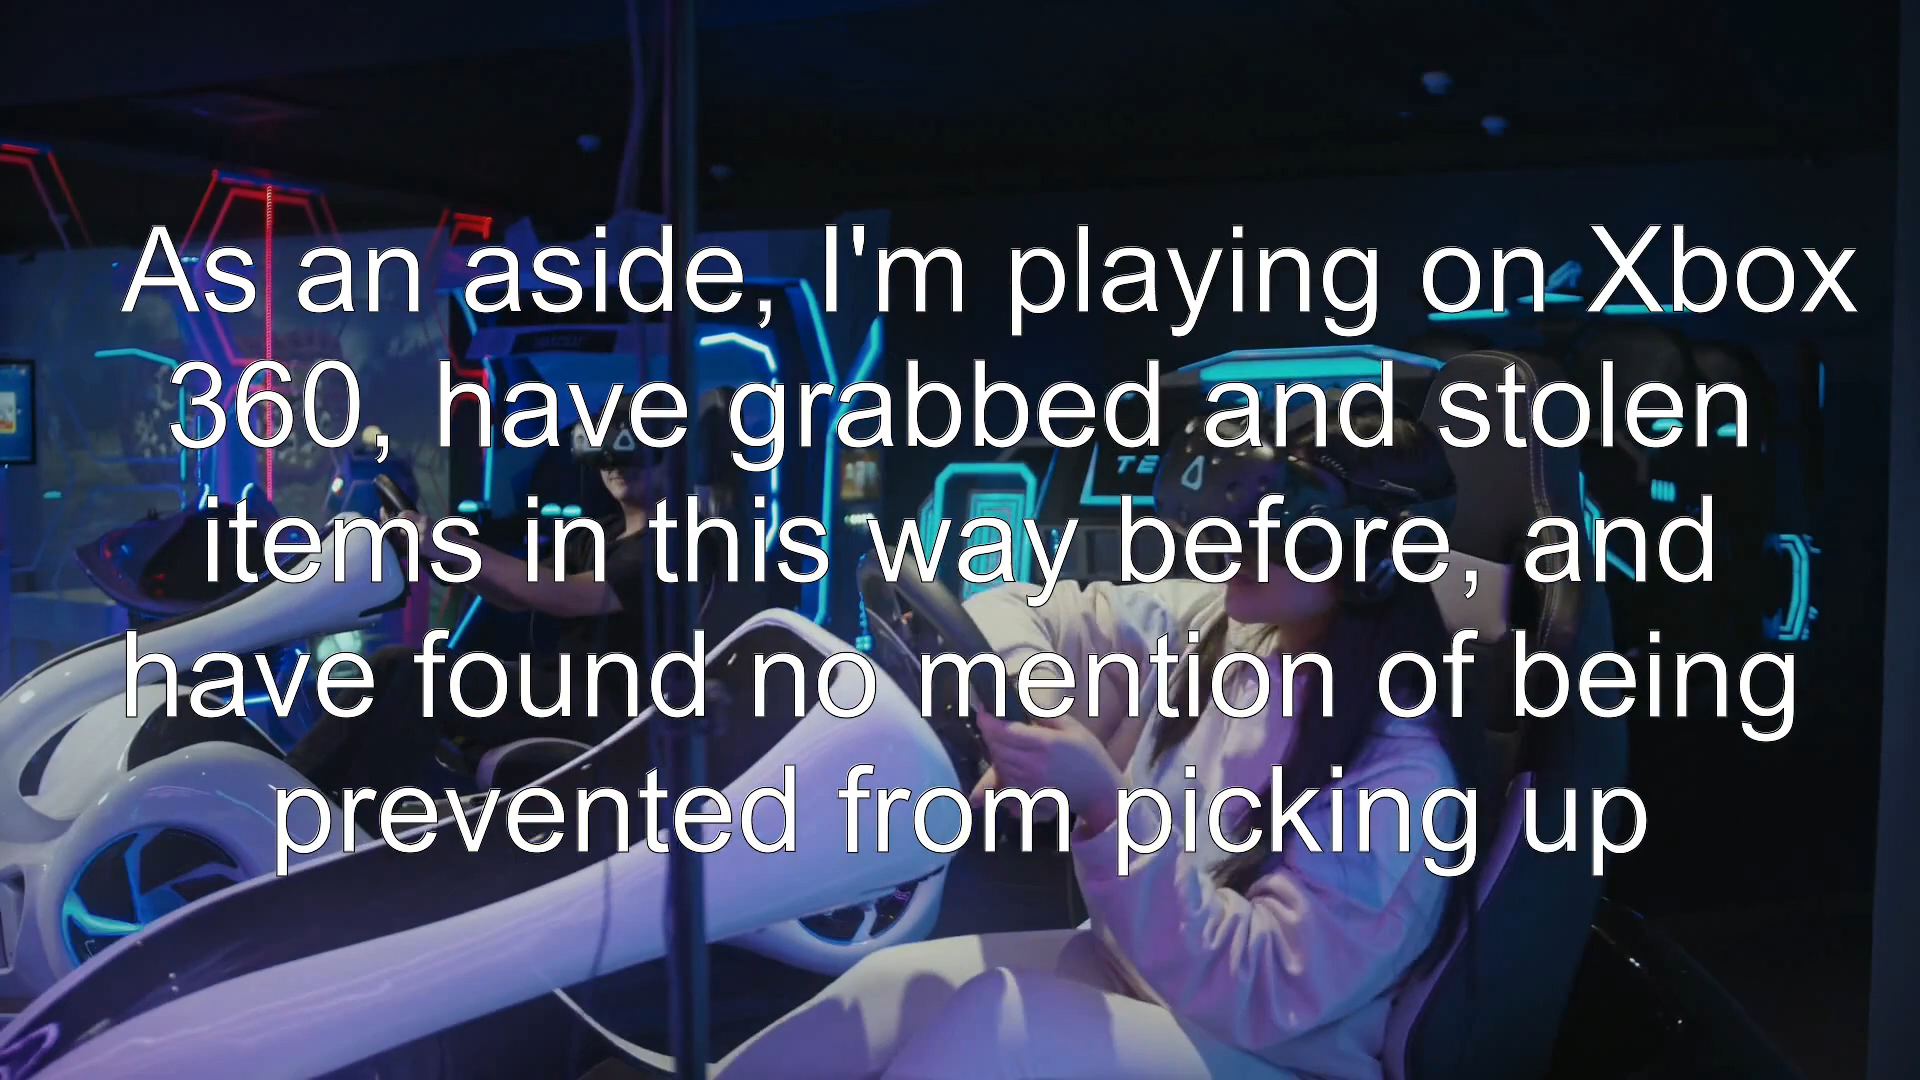 As an aside, I'm playing on Xbox
360, have grabbed and stolen
items in this way before, and
have found no mention of being
prevented from picking up
TE